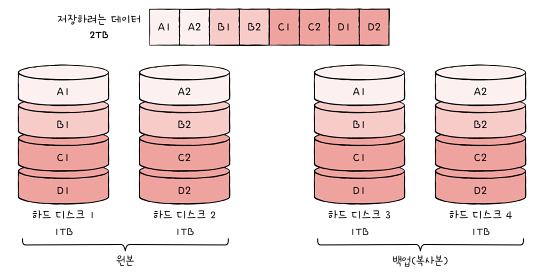 저장하려는 데이터
2TB
A1 A2 B1 B2 C1 C2 D1 D2
A1 A2 A1 A2
B1 B2 B1 B2
C1 C2 C1 C2
D1 D2 D1 D2
하드 디스크 1 하드 디스크 2 하드 디스크 3 하드 디스크 4
1TB 1TB 1TB 1TB
원본 백업(복사본)